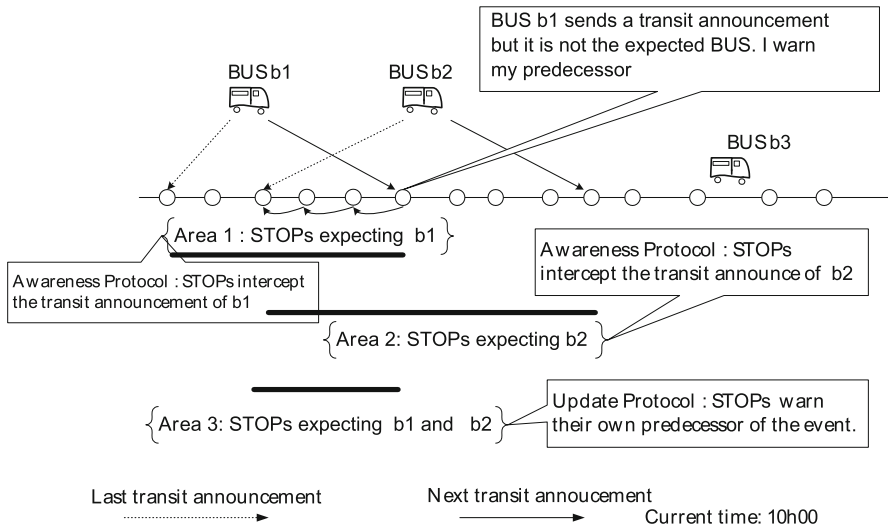 BUS b1 sends a transit announcement
but it is not the expected BUS. I warn
my predecessor
BUS b1
BUS b2
BUS b3
Area 1 : STOPs expecting b1
Awareness Protocol : STOPs intercept
the transit announcement of b1
Awareness Protocol : STOPs
intercept the transit announce of b2
Area 2: STOPs expecting b2
Area 3: STOPs expecting b1 and b2
Update Protocol : STOPs warn
their own predecessor of the event.
Last transit announcement
Next transit annoucement
Current time: 10h00